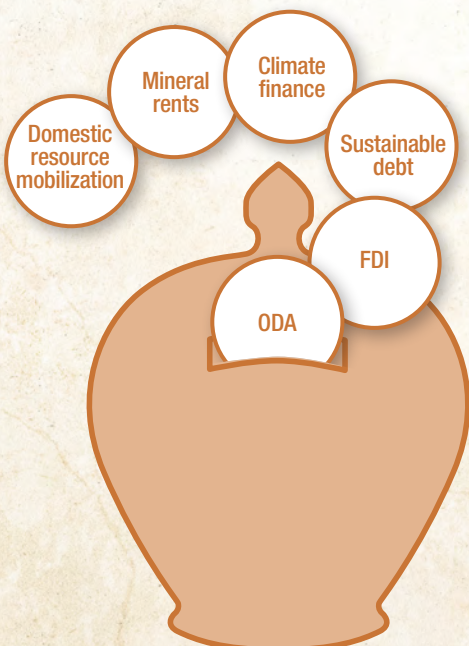 Domestic
resource
mobilization
Mineral
rents
Climate
finance
Sustainable
debt
FDI
ODA